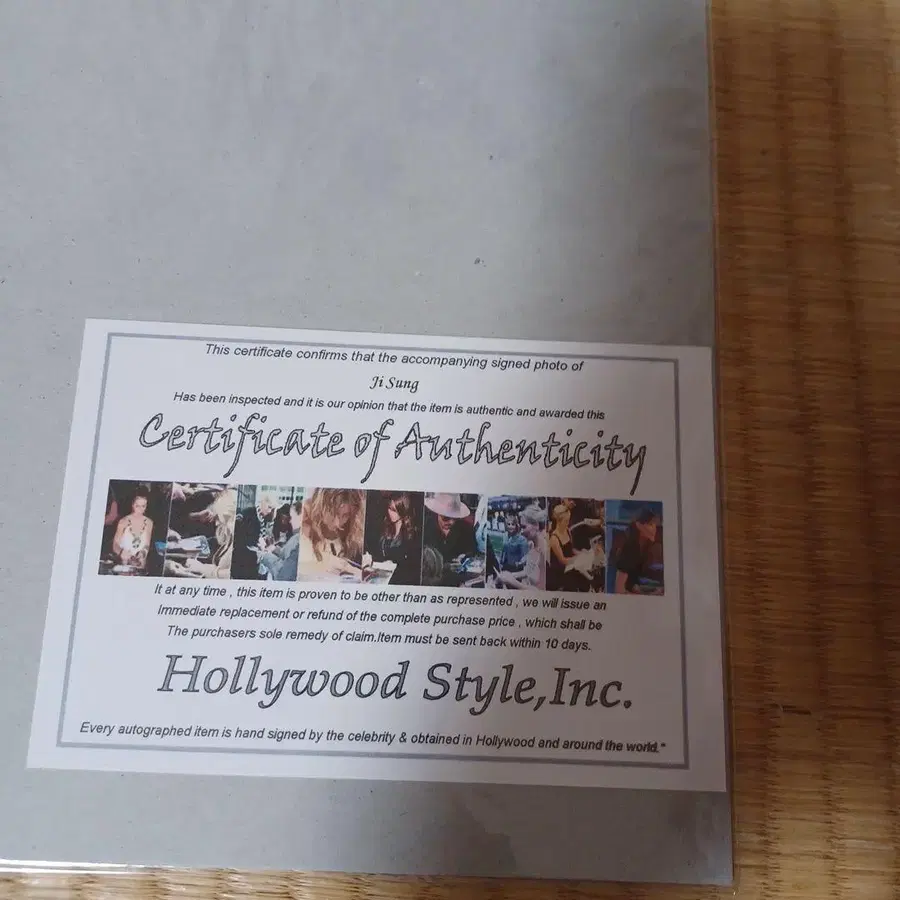 This certificate confirms that the accompanying signed photo of
Ji Sung
Has been inspected and it is our opinion that the item is authentic and awarded this
Certificate of Authenticity
It at any time , this item is proven to be other than as represented , we will issue an
Immediate replacement or refund of the complete purchase price , which shall be
The purchasers sole remedy of claim.Item must be sent back within 10 days.
Hollywood Style,Inc.
Every autographed item is hand signed by the celebrity & obtained in Hollywood and around the world.*